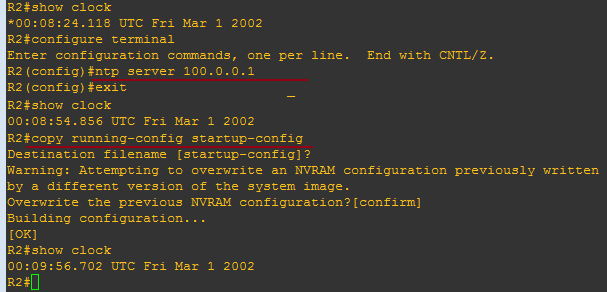 R2#show clock
*00:08:24.118 UTC Fri Mar 1 2002
R2#configure terminal
Enter configuration commands, one per line.  End with CNTL/Z.
R2(config)#ntp server 100.0.0.1
R2(config)#exit
R2#show clock
00:08:54.856 UTC Fri Mar 1 2002
R2#copy running-config startup-config
Destination filename [startup-config]?
Warning: Attempting to overwrite an NVRAM configuration previously written
by a different version of the system image.
Overwrite the previous NVRAM configuration?[confirm]
Building configuration...
[OK]
R2#show clock
00:09:56.702 UTC Fri Mar 1 2002
R2#